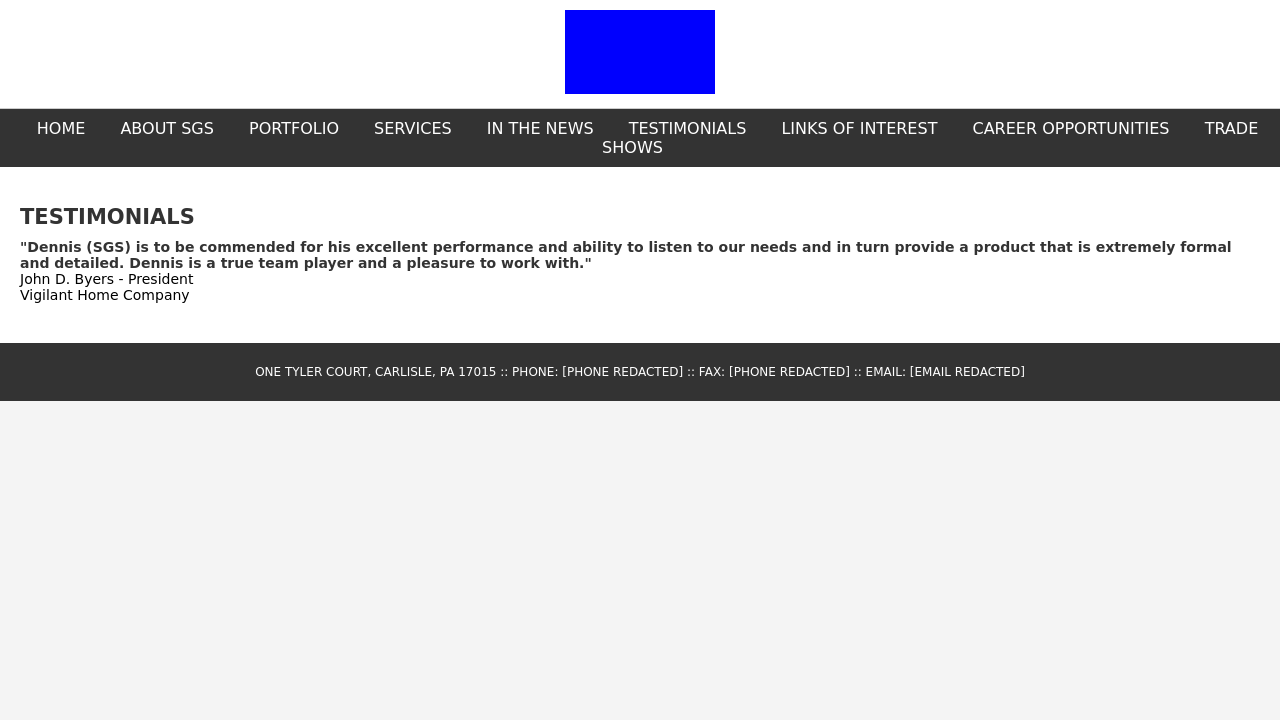 HOME ABOUT SGS PORTFOLIO SERVICES IN THE NEWS TESTIMONIALS LINKS OF INTEREST CAREER OPPORTUNITIES TRADE
SHOWS
TESTIMONIALS
"Dennis (SGS) is to be commended for his excellent performance and ability to listen to our needs and in turn provide a product that is extremely formal
and detailed. Dennis is a true team player and a pleasure to work with."
John D. Byers - President
Vigilant Home Company
ONE TYLER COURT, CARLISLE, PA 17015 :: PHONE: [PHONE REDACTED] :: FAX: [PHONE REDACTED] :: EMAIL: [EMAIL REDACTED]